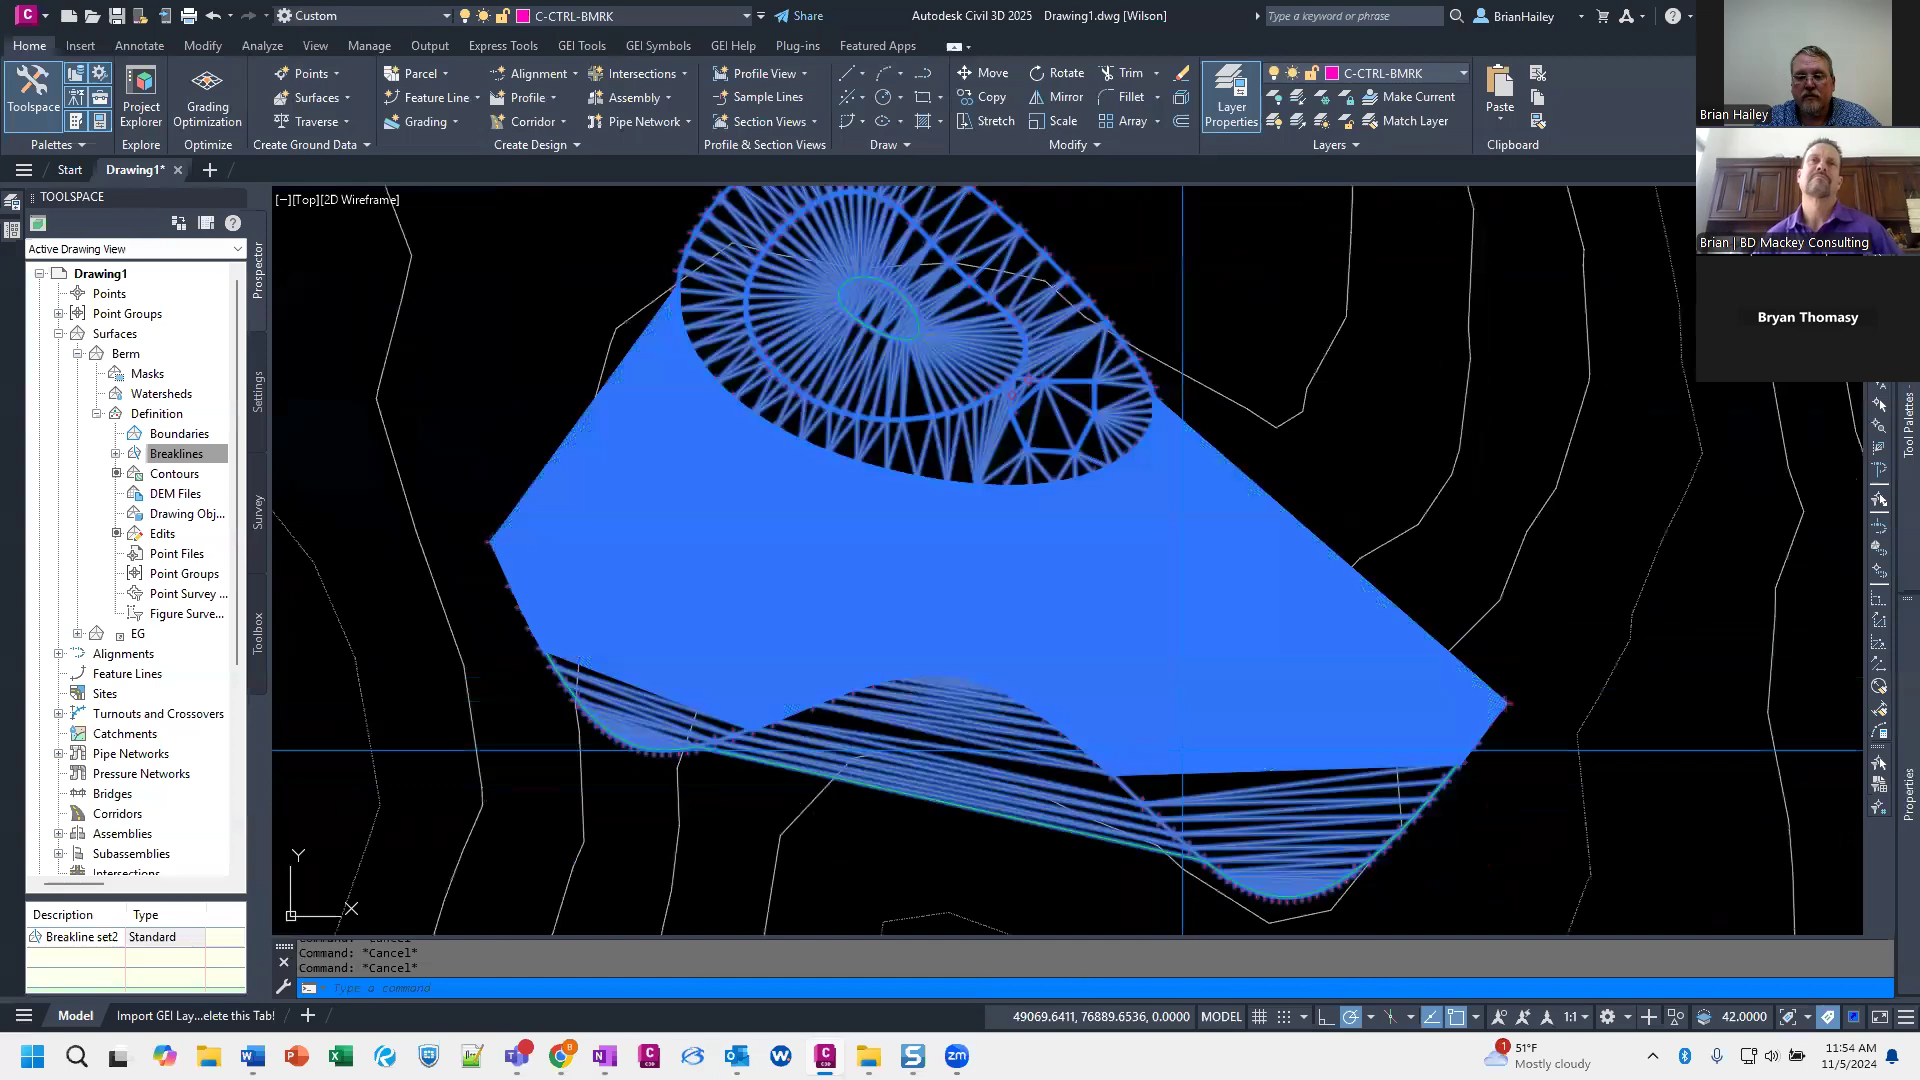 Custom
C-CTRL-BMRK
Share
Autodesk Civil 3D 2025 Drawing1.dwg [Wilson]
Type a keyword or phrase
BrianHailey
Home Insert Annotate Modify Analyze View Manage Output Express Tools GEI Tools GEI Symbols GEI Help Plug-ins Featured Apps
Toolspace
Project Explorer
Grading Optimization
Points
Surfaces
Traverse
Parcel
Feature Line
Grading
Alignment
Profile
Corridor
Intersections
Assembly
Pipe Network
Profile View
Sample Lines
Section Views
Move
Copy
Stretch
Rotate
Mirror
Scale
Trim
Fillet
Array
Layer Properties
C-CTRL-BMRK
Make Current
Match Layer
Paste
Palettes Explore Optimize Create Ground Data Create Design Profile & Section Views Draw Modify Layers Clipboard
Start Drawing1*
TOOLSPACE
Active Drawing View
Drawing1
Points
Point Groups
Surfaces
Berm
Masks
Watersheds
Definition
Boundaries
Breaklines
Contours
DEM Files
Drawing Obj...
Edits
Point Files
Point Groups
Point Survey ...
Figure Surve...
EG
Alignments
Feature Lines
Sites
Turnouts and Crossovers
Catchments
Pipe Networks
Pressure Networks
Bridges
Corridors
Assemblies
Subassemblies
Intersections
Prospector
Settings
Survey
Toolbox
Description Type
Breakline set2 Standard
[−][Top][2D Wireframe]
Y
X
Brian Hailey
Brian | BD Mackey Consulting
Bryan Thomasy
Tool Palettes
Properties
Command: *Cancel*
Command: *Cancel*
Command: *Cancel*
Type a command
Model Import GEI Lay...elete this Tab!
49069.6411, 76889.6536, 0.0000 MODEL
1:1
42.0000
1
51°F
Mostly cloudy
11:54 AM
11/5/2024